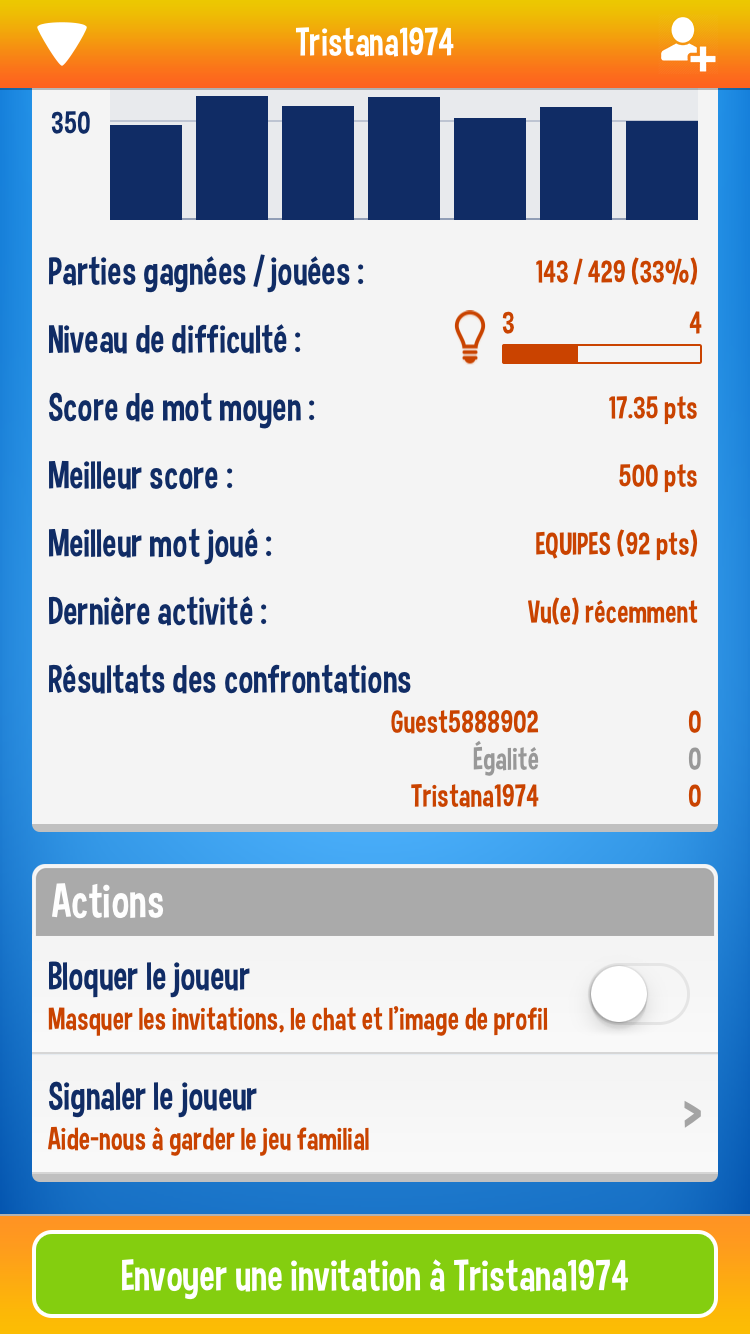 Tristana1974
350
Parties gagnées / jouées : 143 / 429 (33%)
Niveau de difficulté : 3 4
Score de mot moyen : 17.35 pts
Meilleur score : 500 pts
Meilleur mot joué : EQUIPES (92 pts)
Dernière activité : Vu(e) récemment
Résultats des confrontations
Guest5888902 0
Égalité 0
Tristana1974 0
Actions
Bloquer le joueur
Masquer les invitations, le chat et l'image de profil
Signaler le joueur
Aide-nous à garder le jeu familial
Envoyer une invitation à Tristana1974